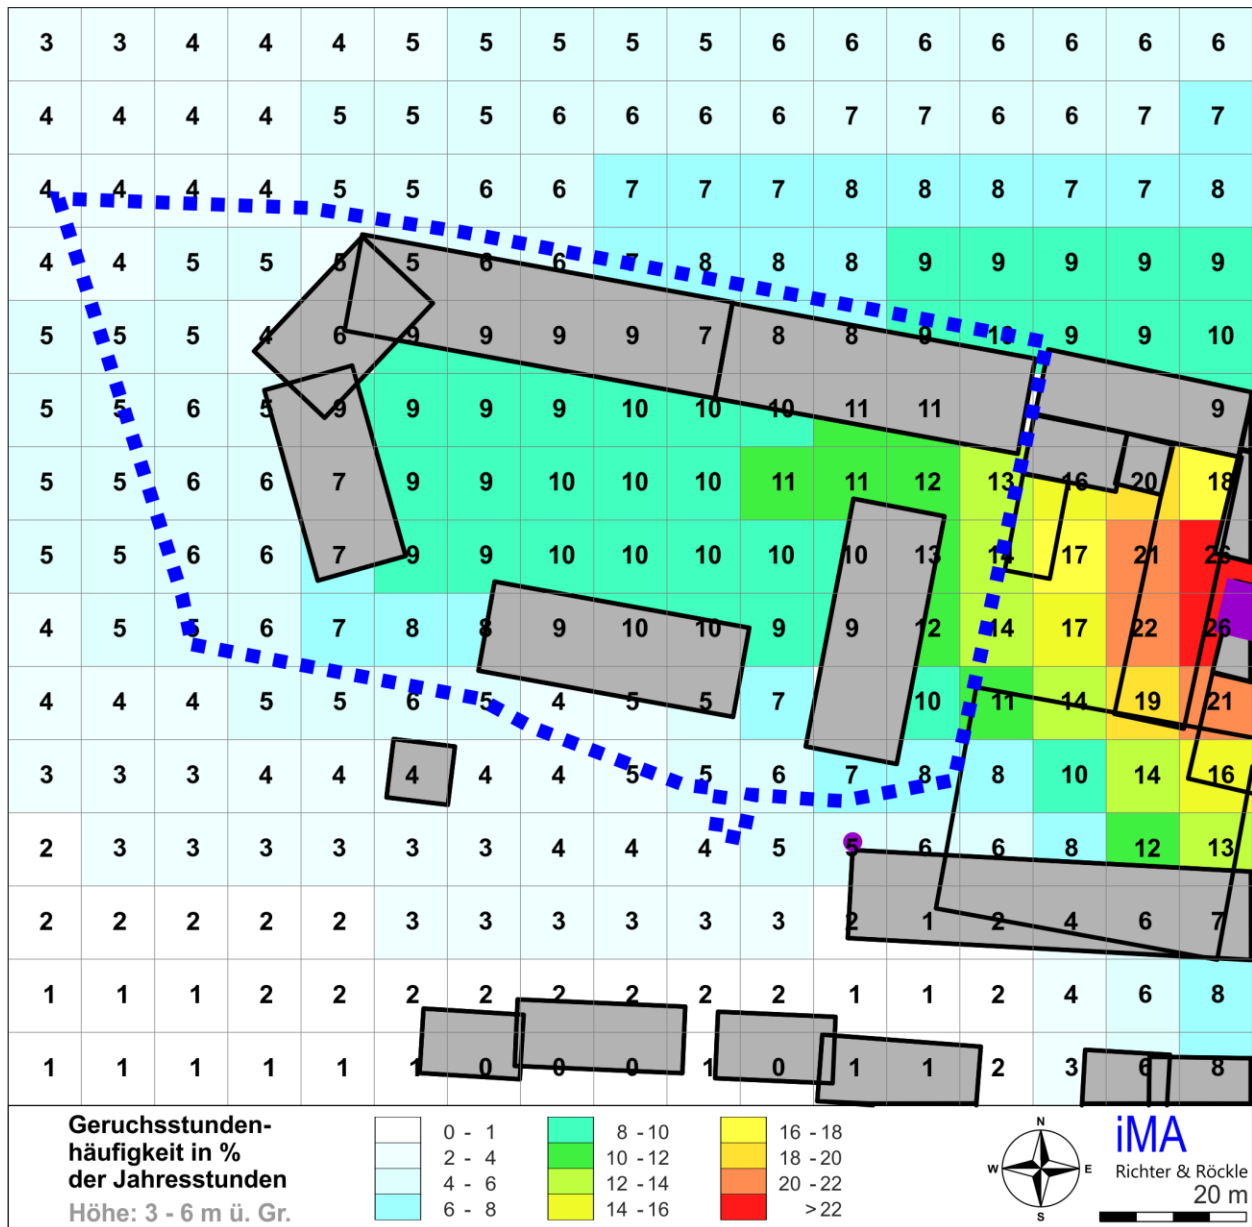 3 3 4 4 4 5 5 5 5 5 6 6 6 6 6 6 6
4 4 4 4 5 5 5 6 6 6 6 7 7 6 6 7 7
4 4 4 4 5 5 6 6 7 7 7 8 8 8 7 7 8
4 4 5 5 5 5 6 6 7 8 8 8 9 9 9 9 9
5 5 5 4 6 9 9 9 9 7 8 8 9 10 9 9 10
5 5 6 5 9 9 9 9 10 10 10 11 11 9
5 5 6 6 7 9 9 10 10 10 11 11 12 13 16 20 18
5 5 6 6 7 9 9 10 10 10 10 10 13 14 17 21 26
4 5 5 6 7 8 8 9 10 10 9 9 12 14 17 22 26
4 4 4 5 5 6 5 4 5 5 7 10 11 14 19 21
3 3 3 4 4 4 4 4 5 5 6 7 8 8 10 14 16
2 3 3 3 3 3 3 4 4 4 5 5 6 6 8 12 13
2 2 2 2 2 3 3 3 3 3 3 2 1 2 4 6 7
1 1 1 2 2 2 2 2 2 2 2 1 1 2 4 6 8
1 1 1 1 1 1 0 0 0 1 0 1 1 2 3 6 8
Geruchsstunden-
häufigkeit in %
der Jahresstunden
Höhe: 3 - 6 m ü. Gr.
0 - 1
2 - 4
4 - 6
6 - 8
8 - 10
10 - 12
12 - 14
14 - 16
16 - 18
18 - 20
20 - 22
>22
N
W E
S
iMA
Richter & Röckle
20 m